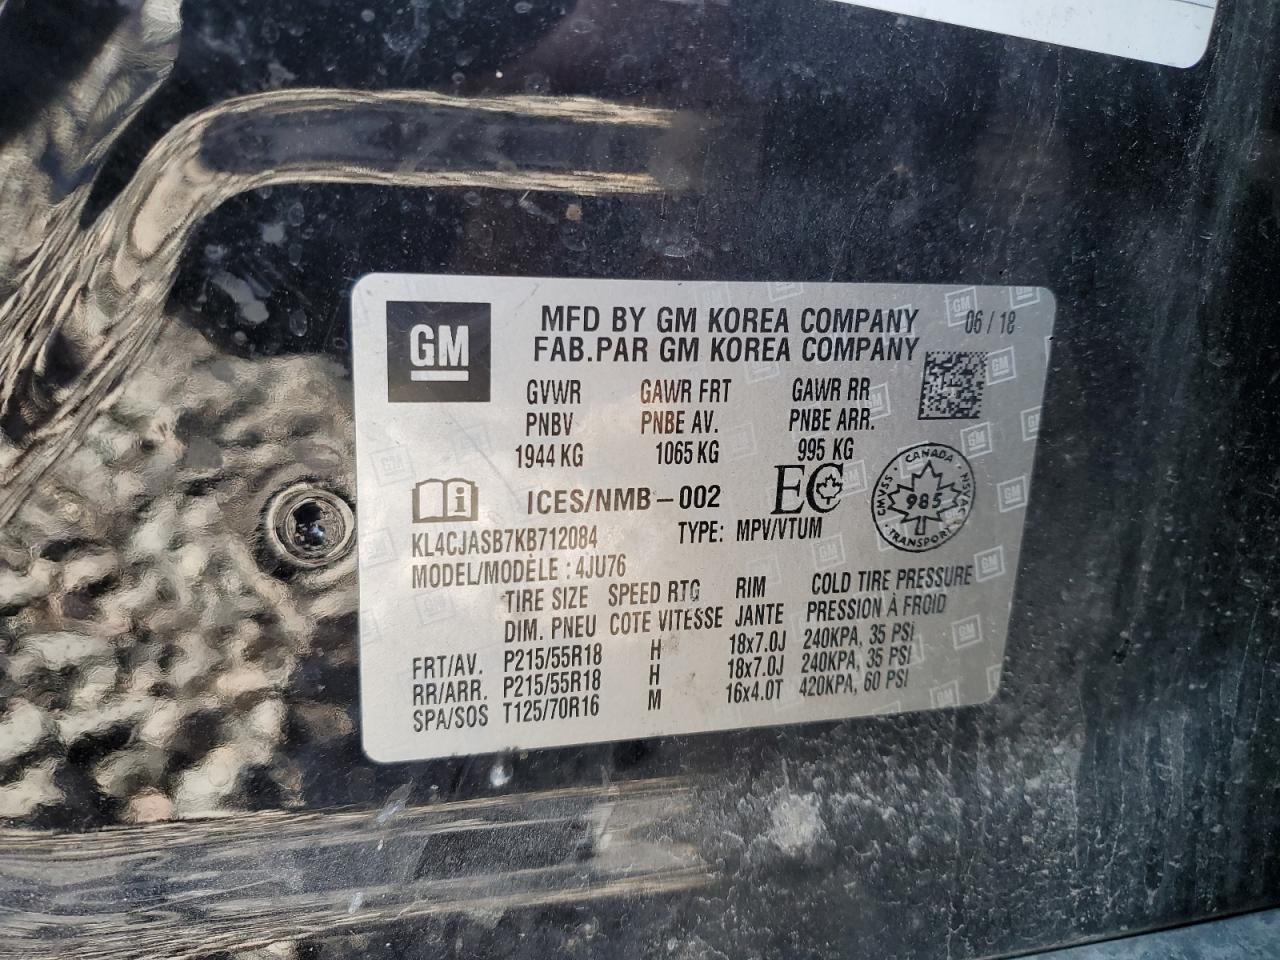 GM
MFD BY GM KOREA COMPANY 06 / 18
FAB.PAR GM KOREA COMPANY
GVWR GAWR FRT GAWR RR
PNBV PNBE AV. PNBE ARR.
1944 KG 1065 KG 995 KG
i ICES/NMB-002 EC
CANADA
CMVSS 985 NSVAC
TRANSPORT
KL4CJASB7KB712084 TYPE: MPV/VTUM
MODEL/MODÈLE : 4JU76
TIRE SIZE SPEED RTG RIM COLD TIRE PRESSURE
DIM. PNEU COTE VITESSE JANTE PRESSION À FROID
FRT/AV. P215/55R18 H 18x7.0J 240KPA, 35 PSI
RR/ARR. P215/55R18 H 18x7.0J 240KPA, 35 PSI
SPA/SOS T125/70R16 M 16x4.0T 420KPA, 60 PSI